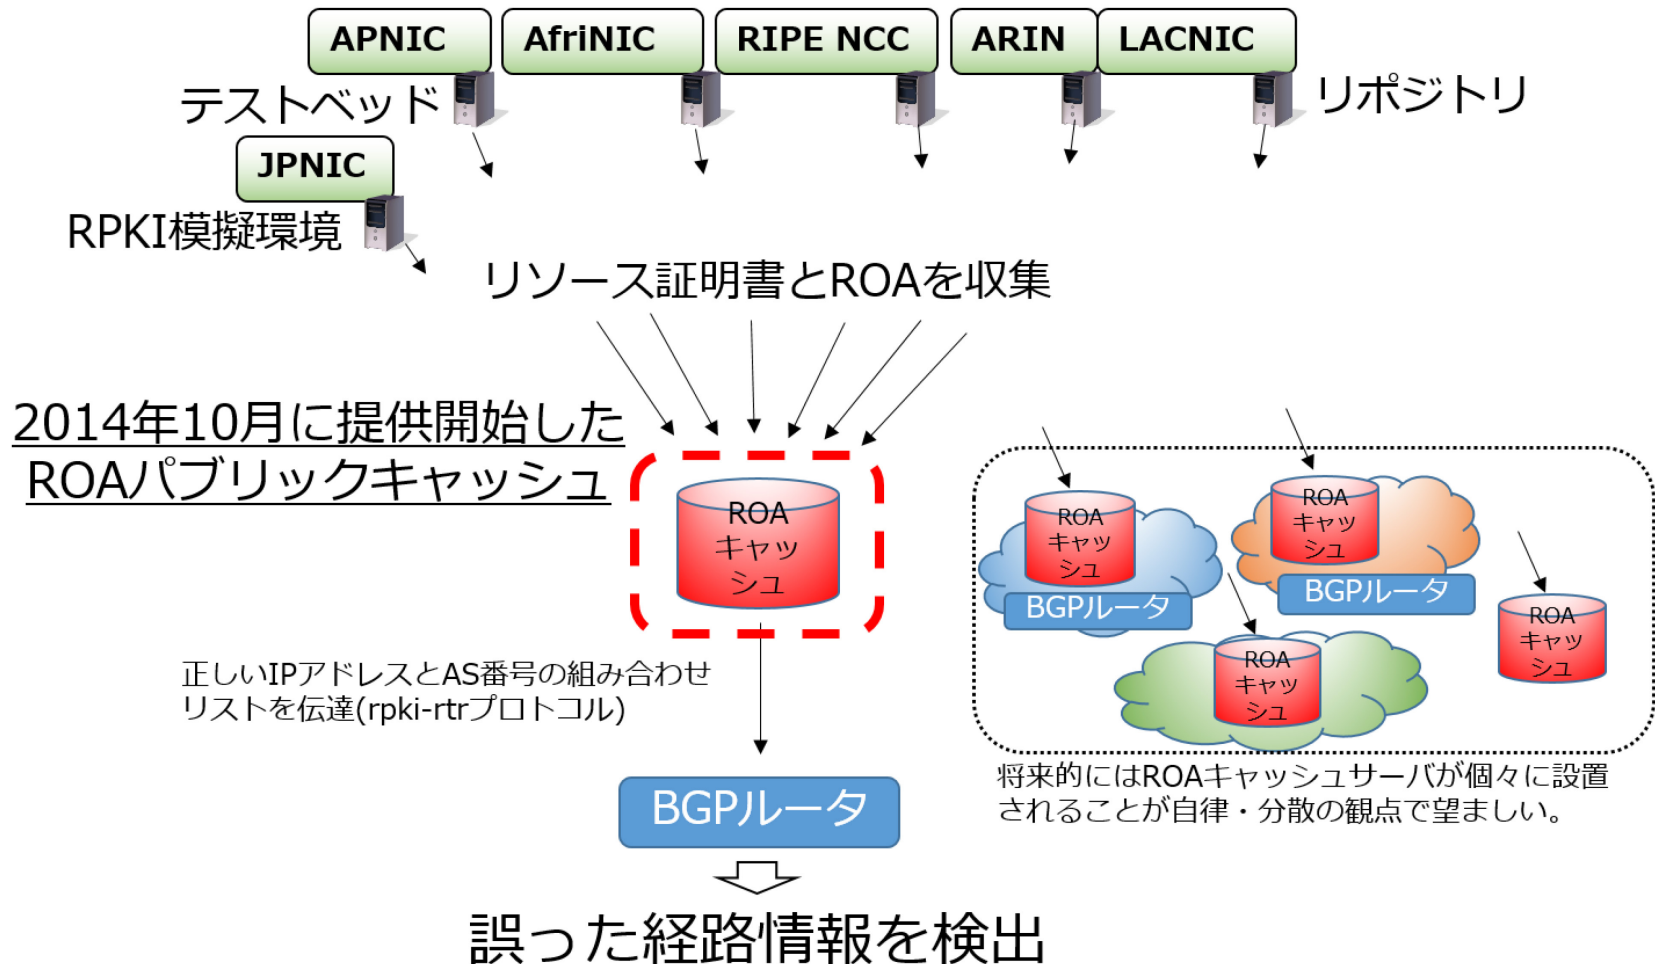 APNIC
AfriNIC
RIPE NCC
ARIN
LACNIC
テストベッド
リポジトリ
JPNIC
RPKI模擬環境
リソース証明書とROAを収集
2014年10月に提供開始した
ROAパブリックキャッシュ
ROA
キャッ
シュ
正しいIPアドレスとAS番号の組み合わせ
リストを伝達(rpki-rtrプロトコル)
BGPルータ
誤った経路情報を検出
ROA
キャッ
シュ
BGPルータ
ROA
キャッ
シュ
BGPルータ
ROA
キャッ
シュ
ROA
キャッ
シュ
将来的にはROAキャッシュサーバが個々に設置
されることが自律・分散の観点で望ましい。